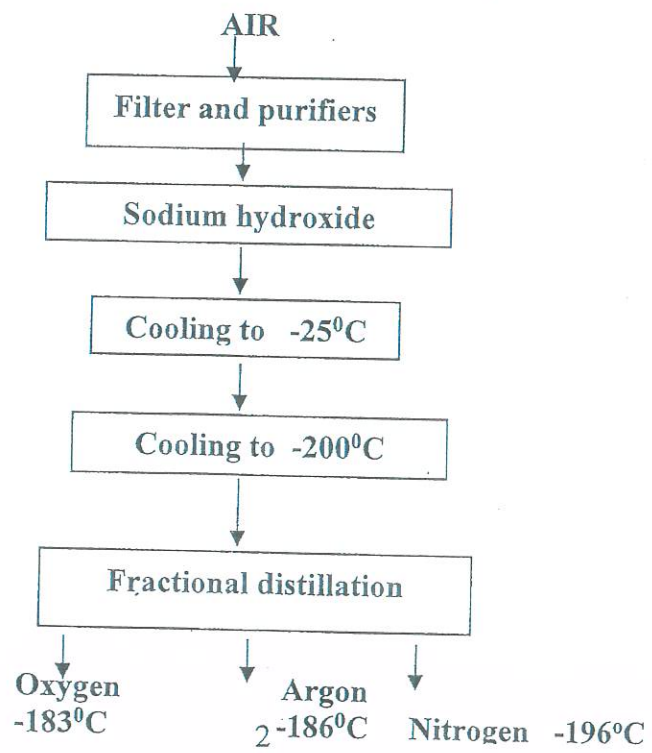 AIR
Filter and purifiers
Sodium hydroxide
Cooling to -25⁰C
Cooling to -200⁰C
Fractional distillation
Oxygen
-183⁰C
Argon
2 -186⁰C
Nitrogen -196⁰C